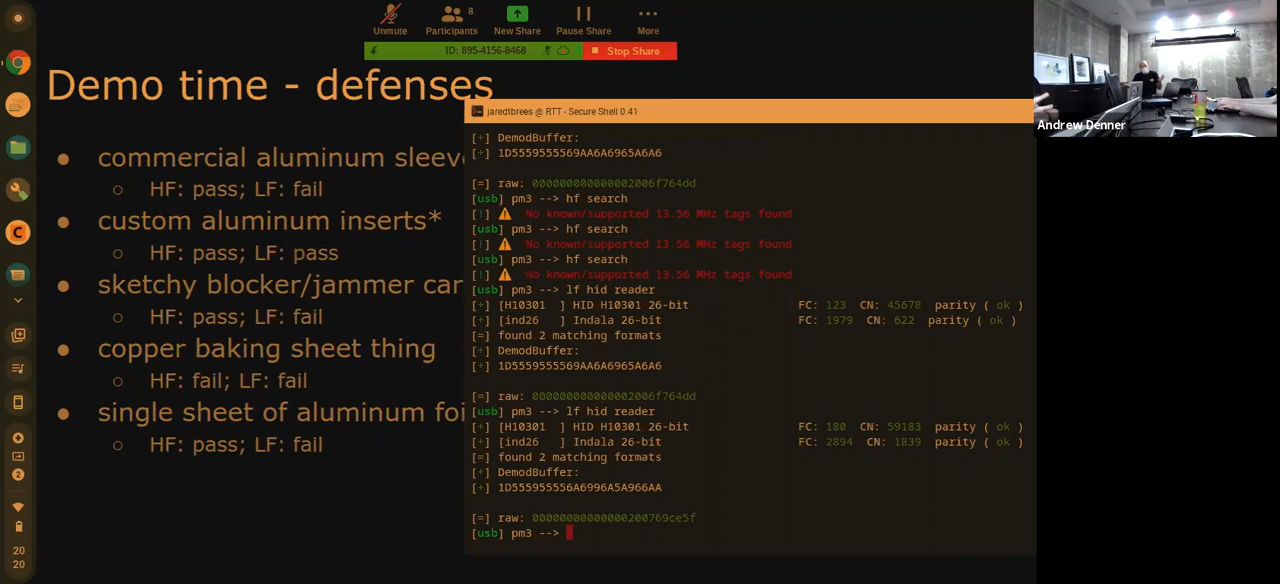 8
Unmute
Participants
New Share
Pause Share
More
ID: 895-4156-8468
Stop Share
Demo time - defenses
jaredtbrees @ RTT - Secure Shell 0.41
Andrew Denner
● commercial aluminum sleev
○ HF: pass; LF: fail
● custom aluminum inserts*
○ HF: pass; LF: pass
● sketchy blocker/jammer car
○ HF: pass; LF: fail
● copper baking sheet thing
○ HF: fail; LF: fail
● single sheet of aluminum foi
○ HF: pass; LF: fail
[+] DemodBuffer:
[+] 1D5559555569AA6A6965A6A6
[=] raw: 000000000000002006f764dd
[usb] pm3 --> hf search
[!] ⚠ No known/supported 13.56 MHz tags found
[usb] pm3 --> hf search
[!] ⚠ No known/supported 13.56 MHz tags found
[usb] pm3 --> hf search
[!] ⚠ No known/supported 13.56 MHz tags found
[usb] pm3 --> lf hid reader
[+] [H10301 ] HID H10301 26-bit FC: 123 CN: 45678 parity ( ok )
[+] [ind26 ] Indala 26-bit FC: 1979 CN: 622 parity ( ok )
[=] found 2 matching formats
[+] DemodBuffer:
[+] 1D5559555569AA6A6965A6A6
[=] raw: 000000000000002006f764dd
[usb] pm3 --> lf hid reader
[+] [H10301 ] HID H10301 26-bit FC: 180 CN: 59183 parity ( ok )
[+] [ind26 ] Indala 26-bit FC: 2894 CN: 1839 parity ( ok )
[=] found 2 matching formats
[+] DemodBuffer:
[+] 1D555955556A6996A5A966AA
[=] raw: 00000000000000200769ce5f
[usb] pm3 -->
2
20
20